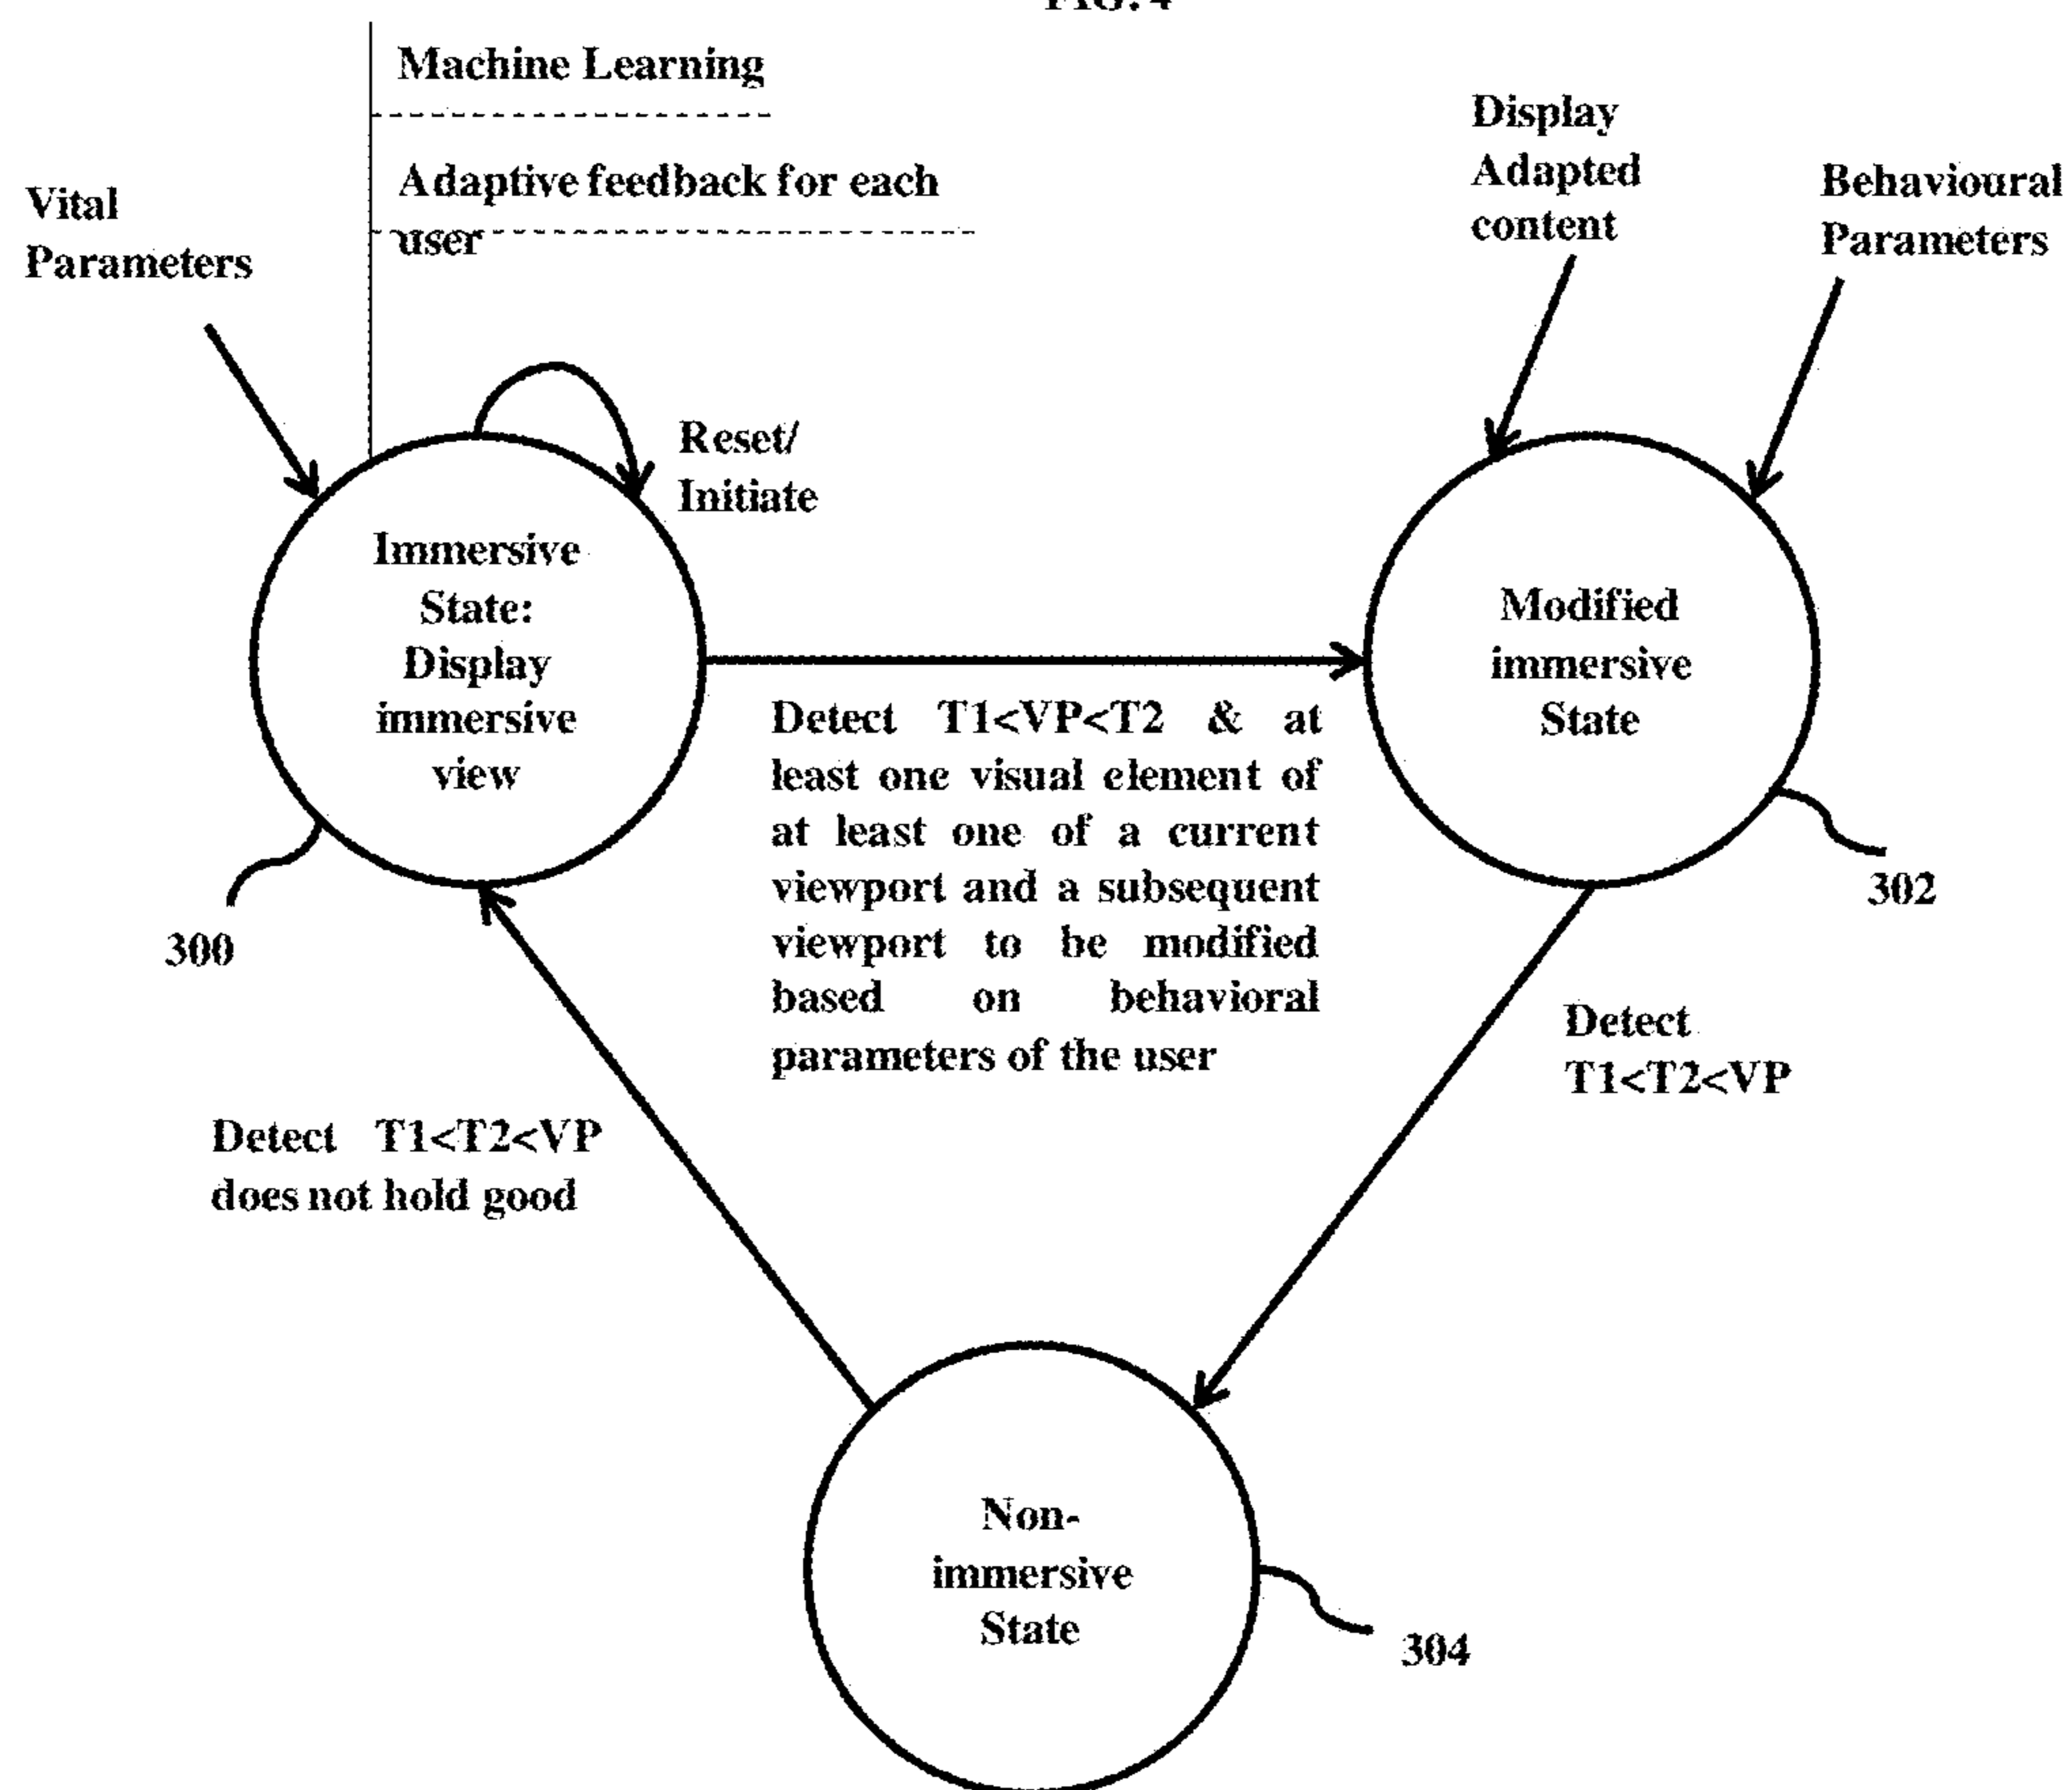 FIG. 4
Machine Learning
Adaptive feedback for each
user
Vital
Parameters
Display
Adapted
content
Behavioural
Parameters
Reset/
Initiate
Immersive
State:
Display
immersive
view
Modified
immersive
State
Detect T1<VP<T2 & at
least one visual element of
at least one of a current
viewport and a subsequent
viewport to be modified
based on behavioral
parameters of the user
300
302
Detect
T1<T2<VP
Detect T1<T2<VP
does not hold good
Non-
immersive
State
304